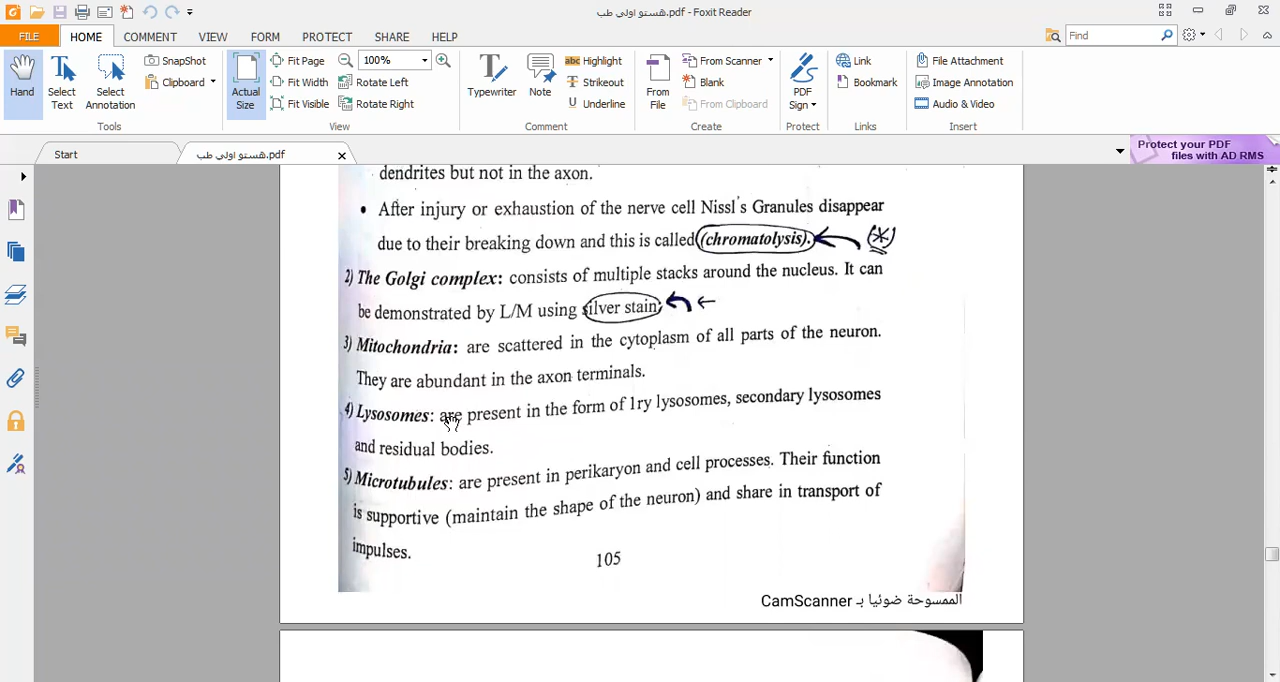 هستو اولي طب.pdf - Foxit Reader
FILE HOME COMMENT VIEW FORM PROTECT SHARE HELP Find
Hand
Select Text
Select Annotation
SnapShot
Clipboard
Tools
Actual Size
Fit Page
Fit Width
Fit Visible
100%
Rotate Left
Rotate Right
View
Typewriter
Note
Highlight
Strikeout
Underline
Comment
From File
From Scanner
Blank
From Clipboard
Create
PDF Sign
Protect
Link
Bookmark
Links
File Attachment
Image Annotation
Audio & Video
Insert
Start
هستو اولي طب.pdf
Protect your PDF
files with AD RMS
dendrites but not in the axon.
• After injury or exhaustion of the nerve cell Nissl's Granules disappear
due to their breaking down and this is called (chromatolysis).
2) The Golgi complex: consists of multiple stacks around the nucleus. It can
be demonstrated by L/M using silver stain.
3) Mitochondria: are scattered in the cytoplasm of all parts of the neuron.
They are abundant in the axon terminals.
4) Lysosomes: are present in the form of 1ry lysosomes, secondary lysosomes
and residual bodies.
5) Microtubules: are present in perikaryon and cell processes. Their function
is supportive (maintain the shape of the neuron) and share in transport of
impulses.
105
الممسوحة ضوئيا بـ CamScanner